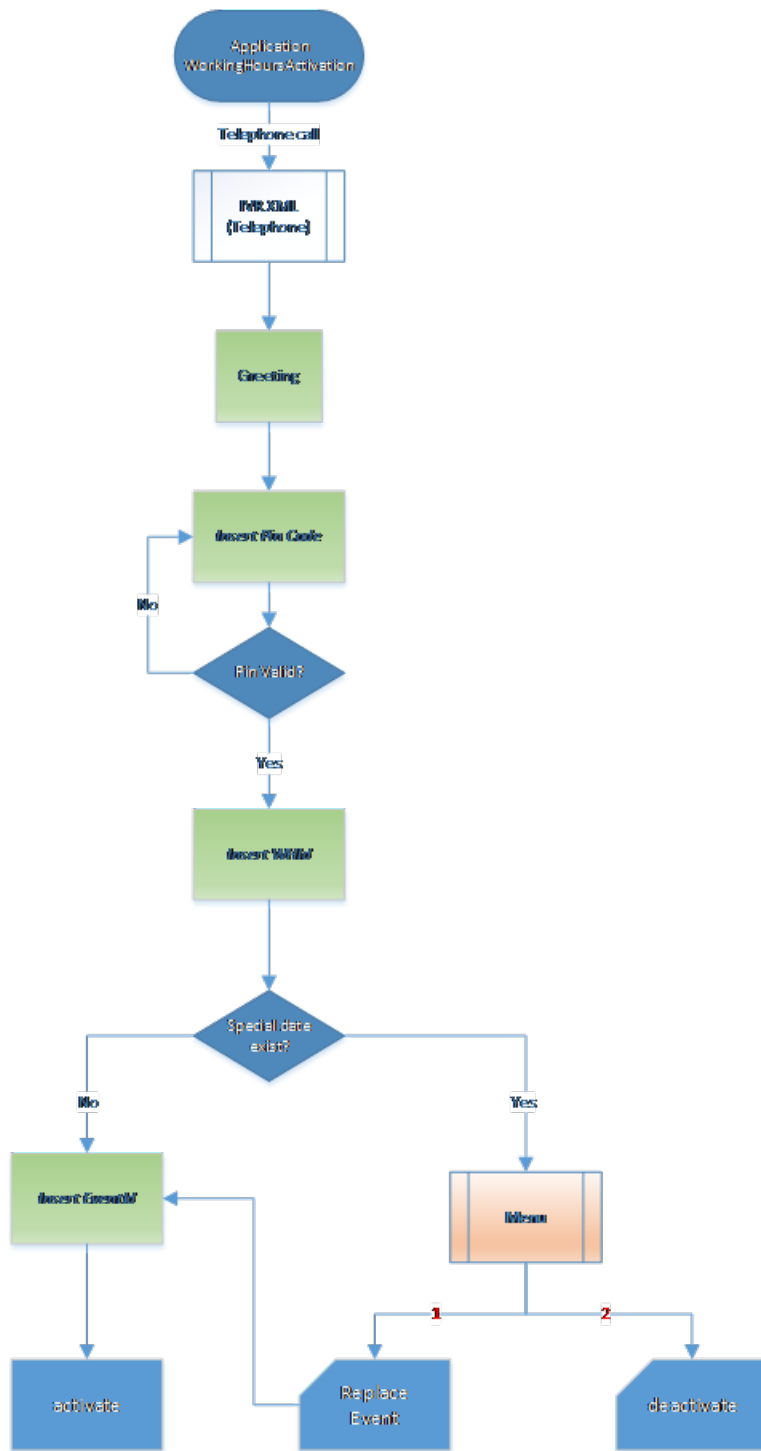 Application
WorkingHoursActivation
Telephone call
IVR XML
(Telephone)
Greeting
Insert Pin Code
No
Pin Valid?
Yes
Insert WHId
Special date
exist?
No
Yes
Insert EventId
Menu
1
2
activate
Replace
Event
deactivate